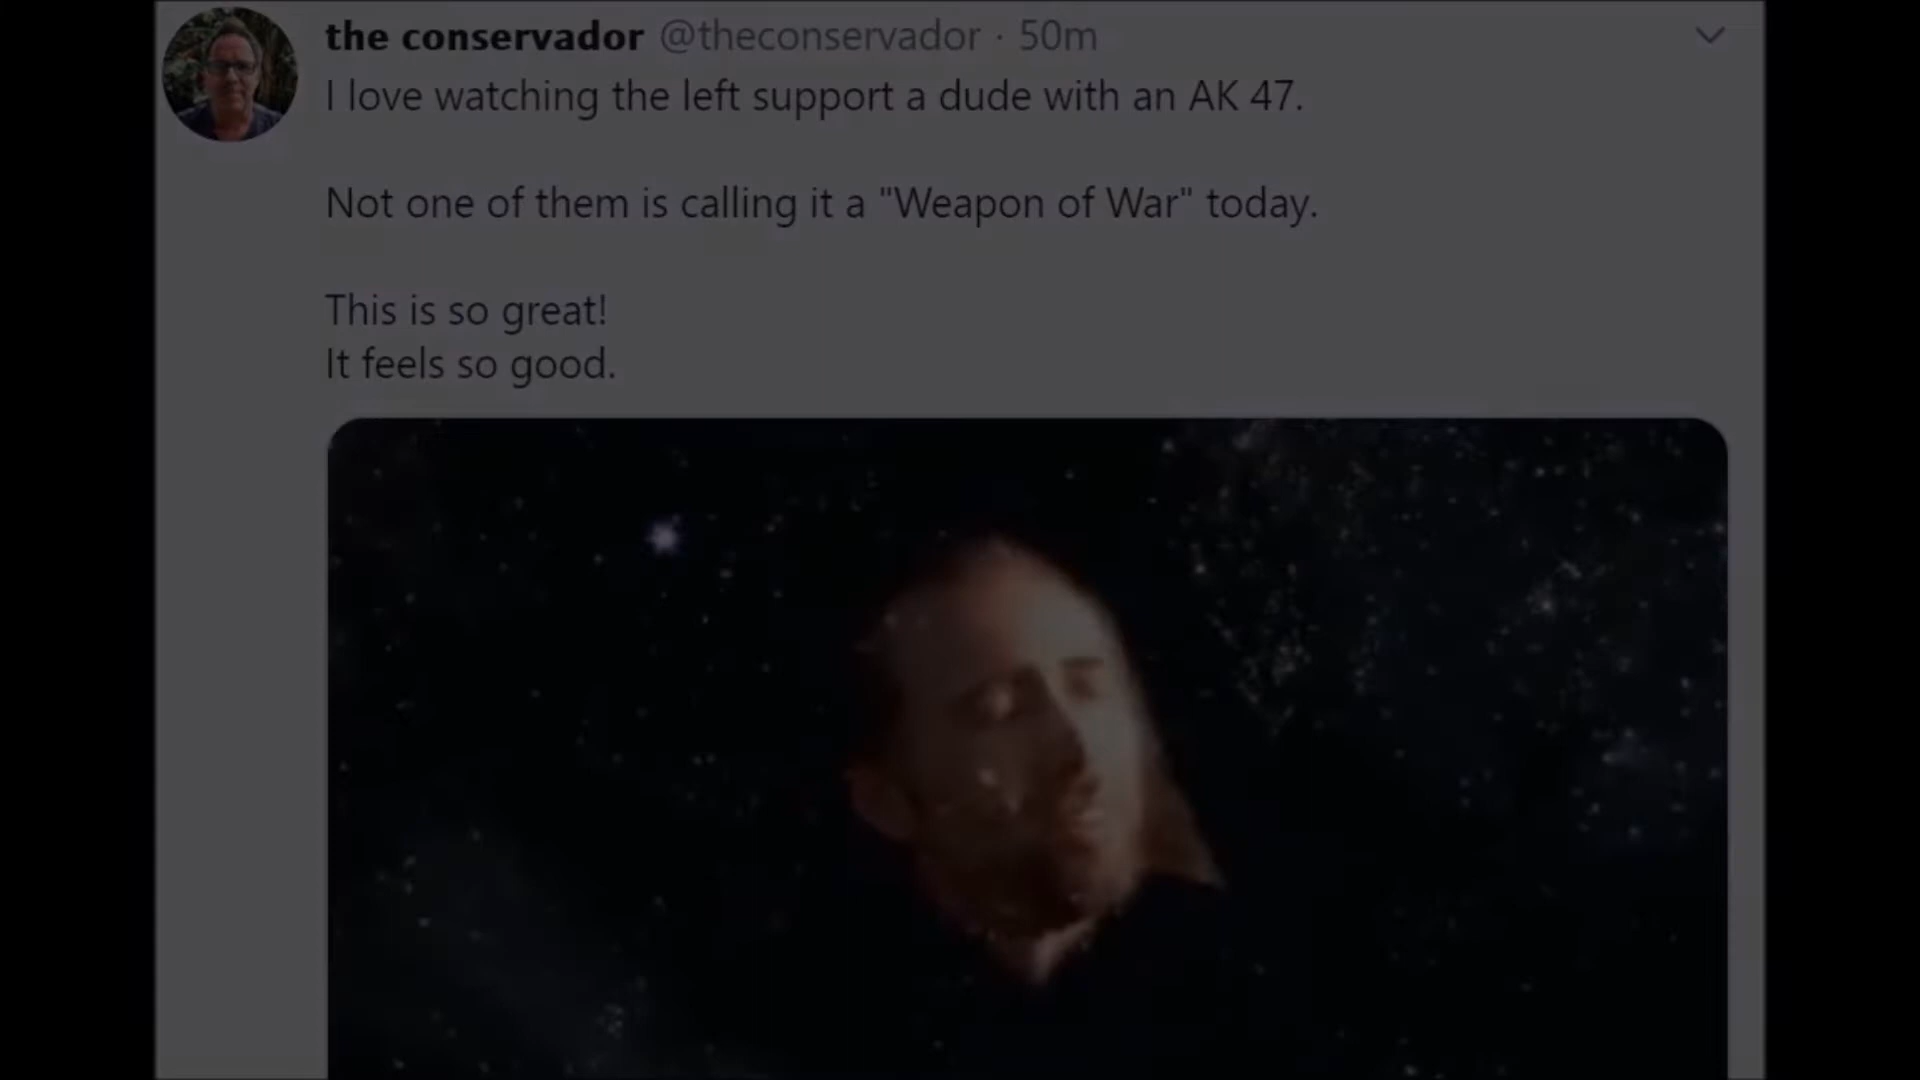 the conservador @theconservador · 50m
I love watching the left support a dude with an AK 47.
Not one of them is calling it a "Weapon of War" today.
This is so great!
It feels so good.